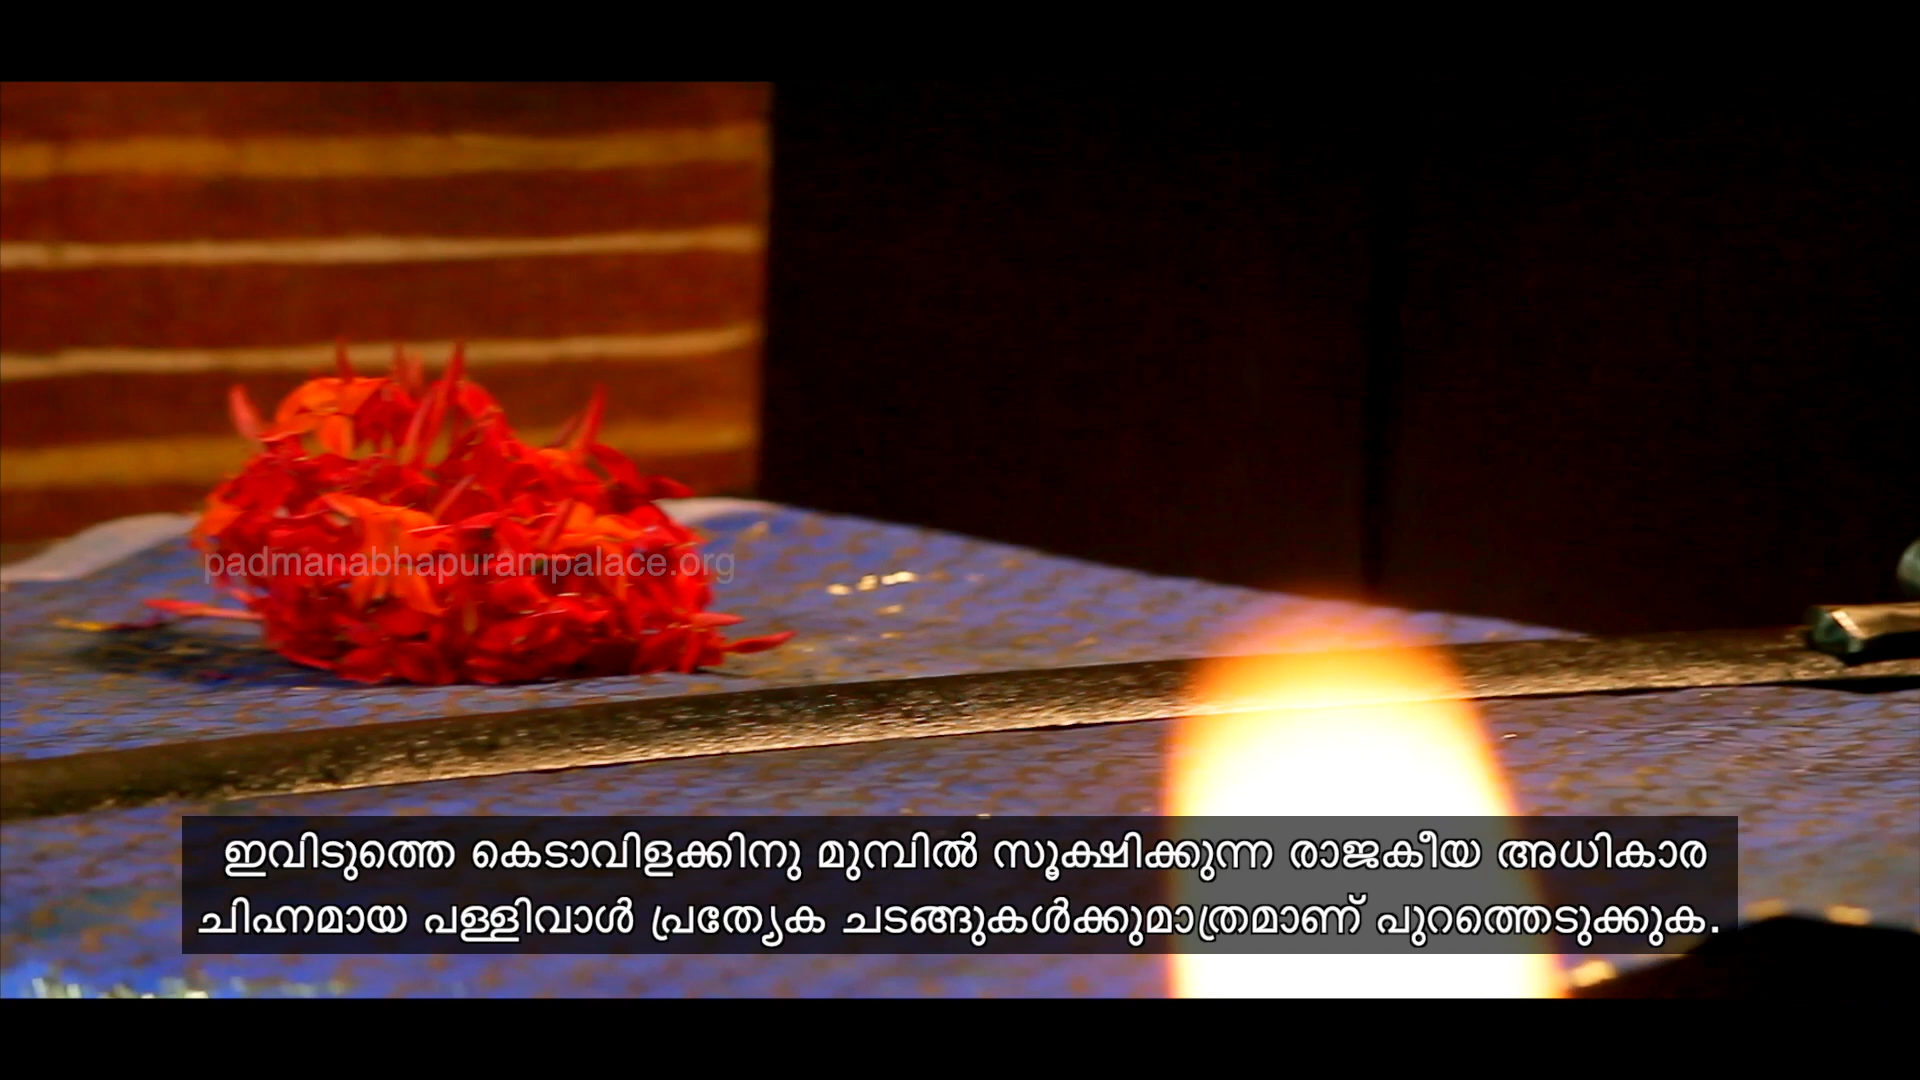 padmanabhapurampalace.org
ഇവിടുത്തെ കെടാവിളക്കിനു മുമ്പിൽ സൂക്ഷിക്കുന്ന രാജകീയ അധികാര
ചിഹ്നമായ പള്ളിവാൾ പ്രത്യേക ചടങ്ങുകൾക്കുമാത്രമാണ് പുറത്തെടുക്കുക.